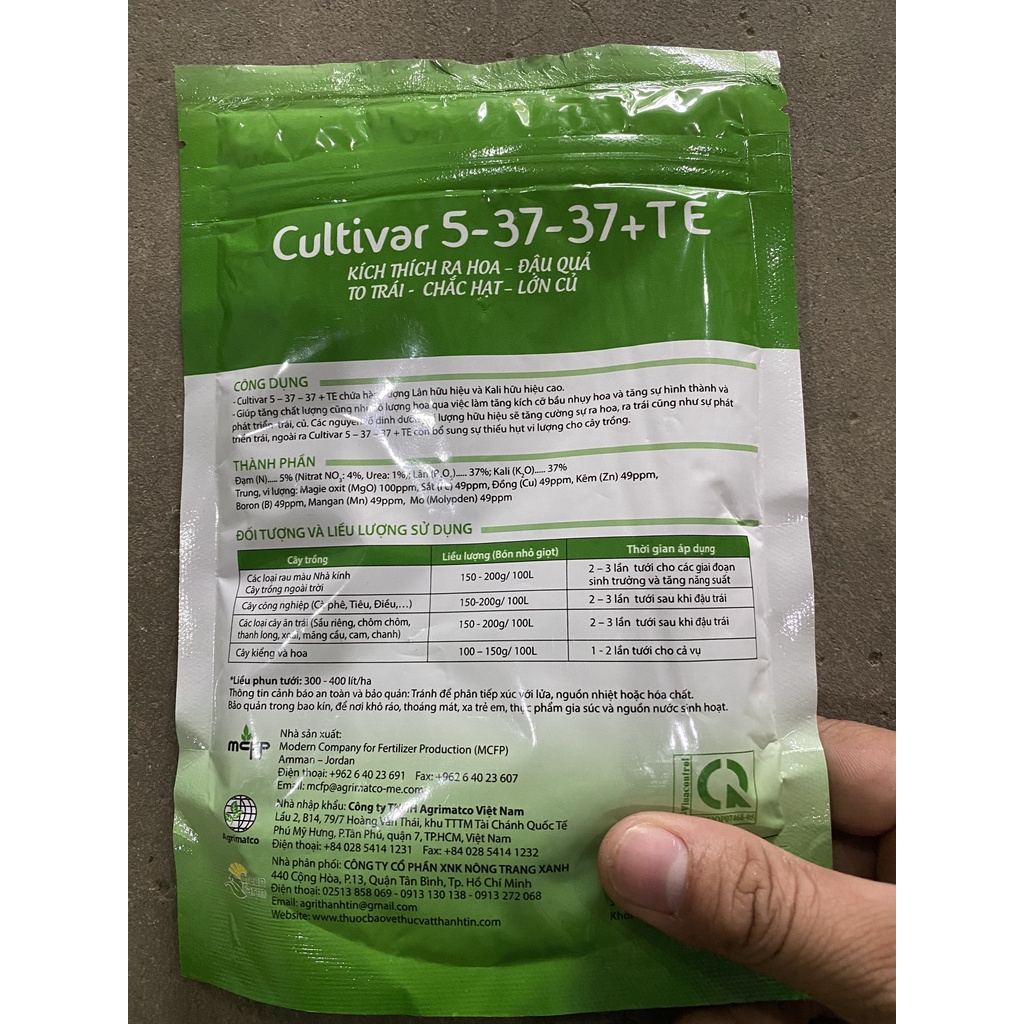 Cultivar 5-37-37+TE
KÍCH THÍCH RA HOA – ĐẬU QUẢ
TO TRÁI - CHẮC HẠT – LỚN CỦ
CÔNG DỤNG
- Cultivar 5 – 37 – 37 + TE chứa hàm lượng Lân hữu hiệu và Kali hữu hiệu cao.
- Giúp tăng chất lượng cũng như số lượng hoa qua việc làm tăng kích cỡ bầu nhụy hoa và tăng sự hình thành và
phát triển trái, củ. Các nguyên tố dinh dưỡng lượng hữu hiệu sẽ tăng cường sự ra hoa, ra trái cũng như sự phát
triển trái, ngoài ra Cultivar 5 – 37 – 37 + TE còn bổ sung sự thiếu hụt vi lượng cho cây trồng.
THÀNH PHẦN
Đạm (N)..... 5% (Nitrat NO₃: 4%, Urea: 1%); Lân (P₂O₅)..... 37%; Kali (K₂O)..... 37%
Trung, vi lượng: Magie oxit (MgO) 100ppm, Sắt (Fe) 49ppm, Đồng (Cu) 49ppm, Kẽm (Zn) 49ppm,
Boron (B) 49ppm, Mangan (Mn) 49ppm, Mo (Molypden) 49ppm
ĐỐI TƯỢNG VÀ LIỀU LƯỢNG SỬ DỤNG
Cây trồng Liều lượng (Bón nhỏ giọt) Thời gian áp dụng
Các loại rau màu Nhà kính
Cây trồng ngoài trời
150 - 200g/ 100L
2 – 3 lần tưới cho các giai đoạn
sinh trưởng và tăng năng suất
Cây công nghiệp (Cà phê, Tiêu, Điều,...) 150-200g/ 100L 2 – 3 lần tưới sau khi đậu trái
Các loại cây ăn trái (Sầu riêng, chôm chôm,
thanh long, xoài, mãng cầu, cam, chanh)
150 - 200g/ 100L
2 – 3 lần tưới sau khi đậu trái
Cây kiểng và hoa 100 – 150g/ 100L 1 - 2 lần tưới cho cả vụ
*Liều phun tưới: 300 - 400 lít/ha
Thông tin cảnh báo an toàn và bảo quản: Tránh để phân tiếp xúc với lửa, nguồn nhiệt hoặc hóa chất.
Bảo quản trong bao kín, để nơi khô ráo, thoáng mát, xa trẻ em, thực phẩm gia súc và nguồn nước sinh hoạt.
MCFP
Nhà sản xuất:
Modern Company for Fertilizer Production (MCFP)
Amman – Jordan
Điện thoại: +962 6 40 23 691 Fax: +962 6 40 23 607
Email: mcfp@agrimatco-me.com
Agrimatco
Nhà nhập khẩu: Công ty TNHH Agrimatco Việt Nam
Lầu 2, B14, 79/7 Hoàng Văn Thái, khu TTTM Tài Chánh Quốc Tế
Phú Mỹ Hưng, P.Tân Phú, quận 7, TP.HCM, Việt Nam
Điện thoại: +84 028 5414 1231 Fax: +84 028 5414 1232
Nhà phân phối: CÔNG TY CỔ PHẦN XNK NÔNG TRANG XANH
440 Cộng Hòa, P.13, Quận Tân Bình, Tp. Hồ Chí Minh
Điện thoại: 02513 858 069 - 0913 130 138 - 0913 272 068
Email: agrithanhtin@gmail.com
Website: www.thuocbaovethucvatthanhtin.com
Vinacontrol